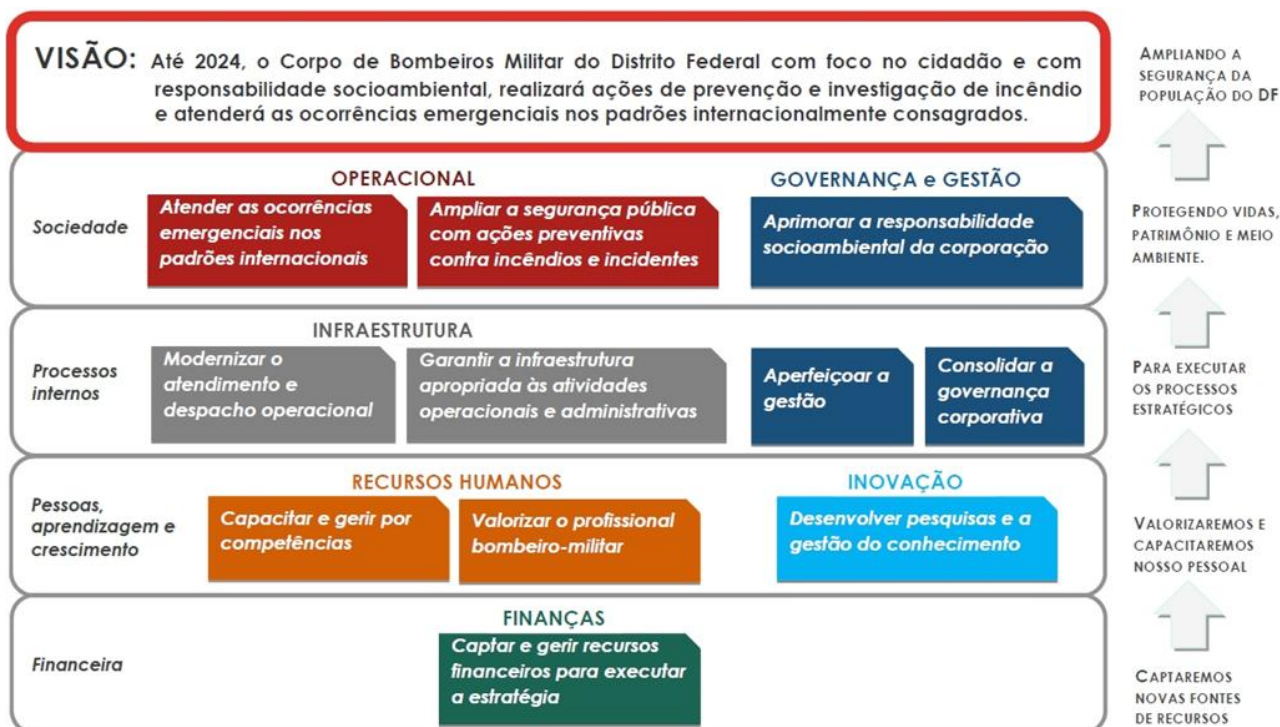 VISÃO: Até 2024, o Corpo de Bombeiros Militar do Distrito Federal com foco no cidadão e com
responsabilidade socioambiental, realizará ações de prevenção e investigação de incêndio
e atenderá as ocorrências emergenciais nos padrões internacionalmente consagrados.
AMPLIANDO A
SEGURANÇA DA
POPULAÇÃO DO DF
Sociedade
OPERACIONAL
Atender as ocorrências
emergenciais nos
padrões internacionais
Ampliar a segurança pública
com ações preventivas
contra incêndios e incidentes
GOVERNANÇA e GESTÃO
Aprimorar a responsabilidade
socioambiental da corporação
PROTEGENDO VIDAS,
PATRIMÔNIO E MEIO
AMBIENTE.
Processos
internos
INFRAESTRUTURA
Modernizar o
atendimento e
despacho operacional
Garantir a infraestrutura
apropriada às atividades
operacionais e administrativas
Aperfeiçoar a
gestão
Consolidar a
governança
corporativa
PARA EXECUTAR
OS PROCESSOS
ESTRATÉGICOS
Pessoas,
aprendizagem e
crescimento
RECURSOS HUMANOS
Capacitar e gerir por
competências
Valorizar o profissional
bombeiro-militar
INOVAÇÃO
Desenvolver pesquisas e a
gestão do conhecimento
VALORIZAREMOS E
CAPACITAREMOS
NOSSO PESSOAL
Financeira
FINANÇAS
Captar e gerir recursos
financeiros para executar
a estratégia
CAPTAREMOS
NOVAS FONTES
DE RECURSOS